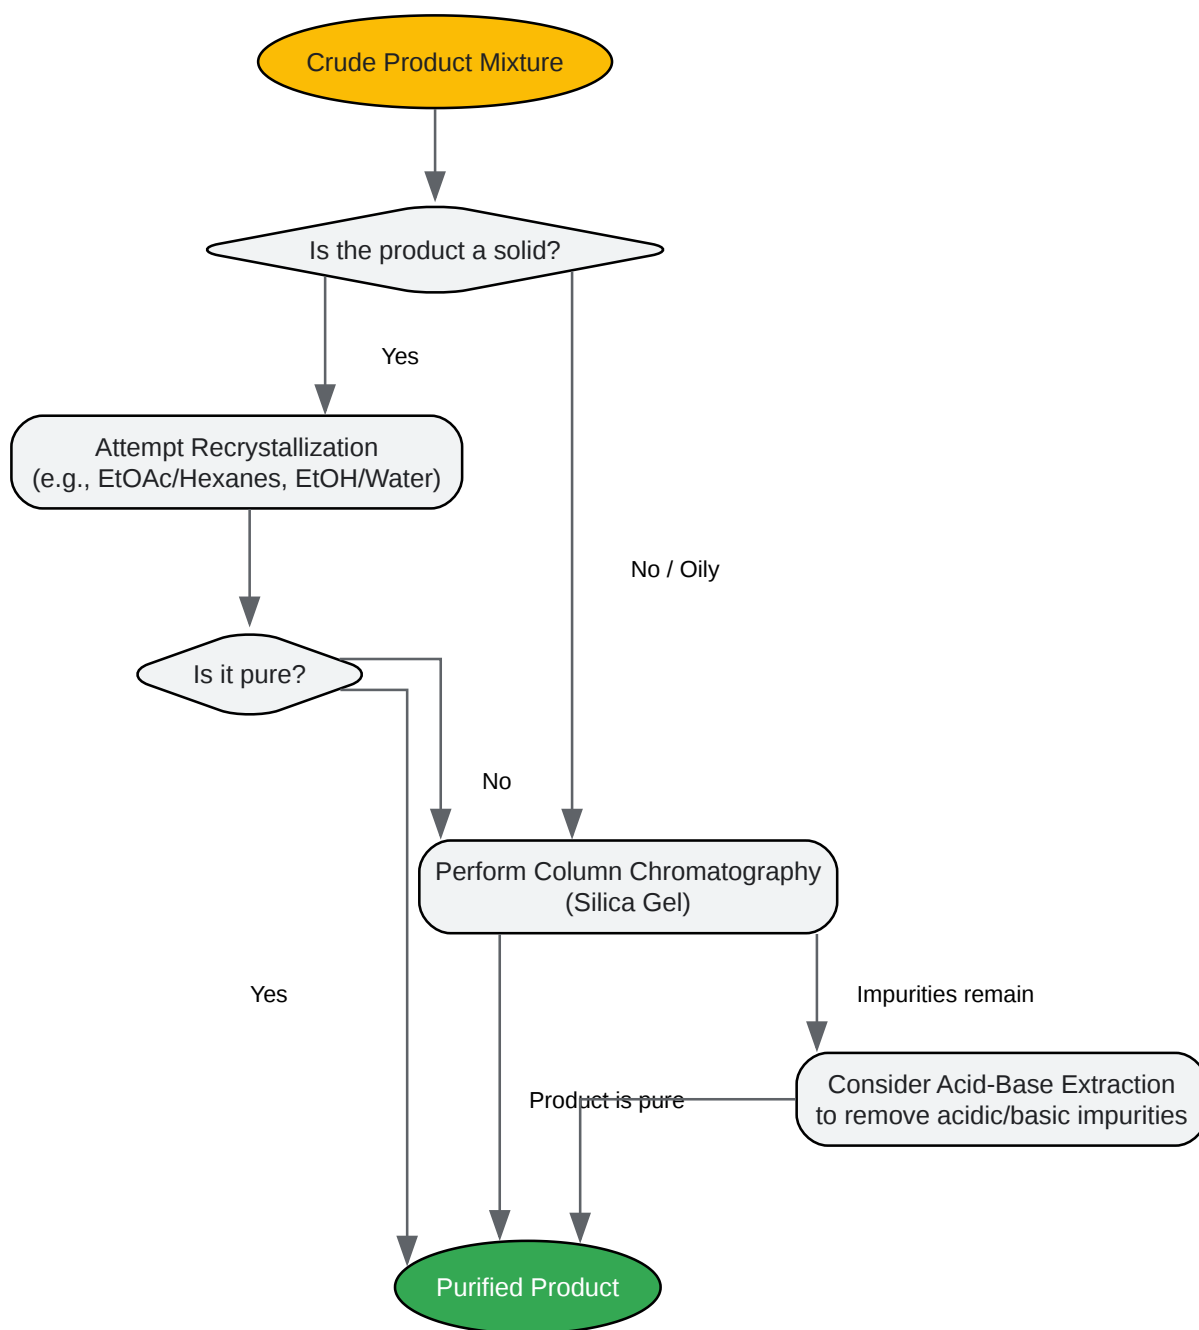 Crude Product Mixture
Is the product a solid?
Yes
Attempt Recrystallization
(e.g., EtOAc/Hexanes, EtOH/Water)
No / Oily
Is it pure?
No
Perform Column Chromatography
(Silica Gel)
Yes
Impurities remain
Consider Acid-Base Extraction
to remove acidic/basic impurities
Product is pure
Purified Product